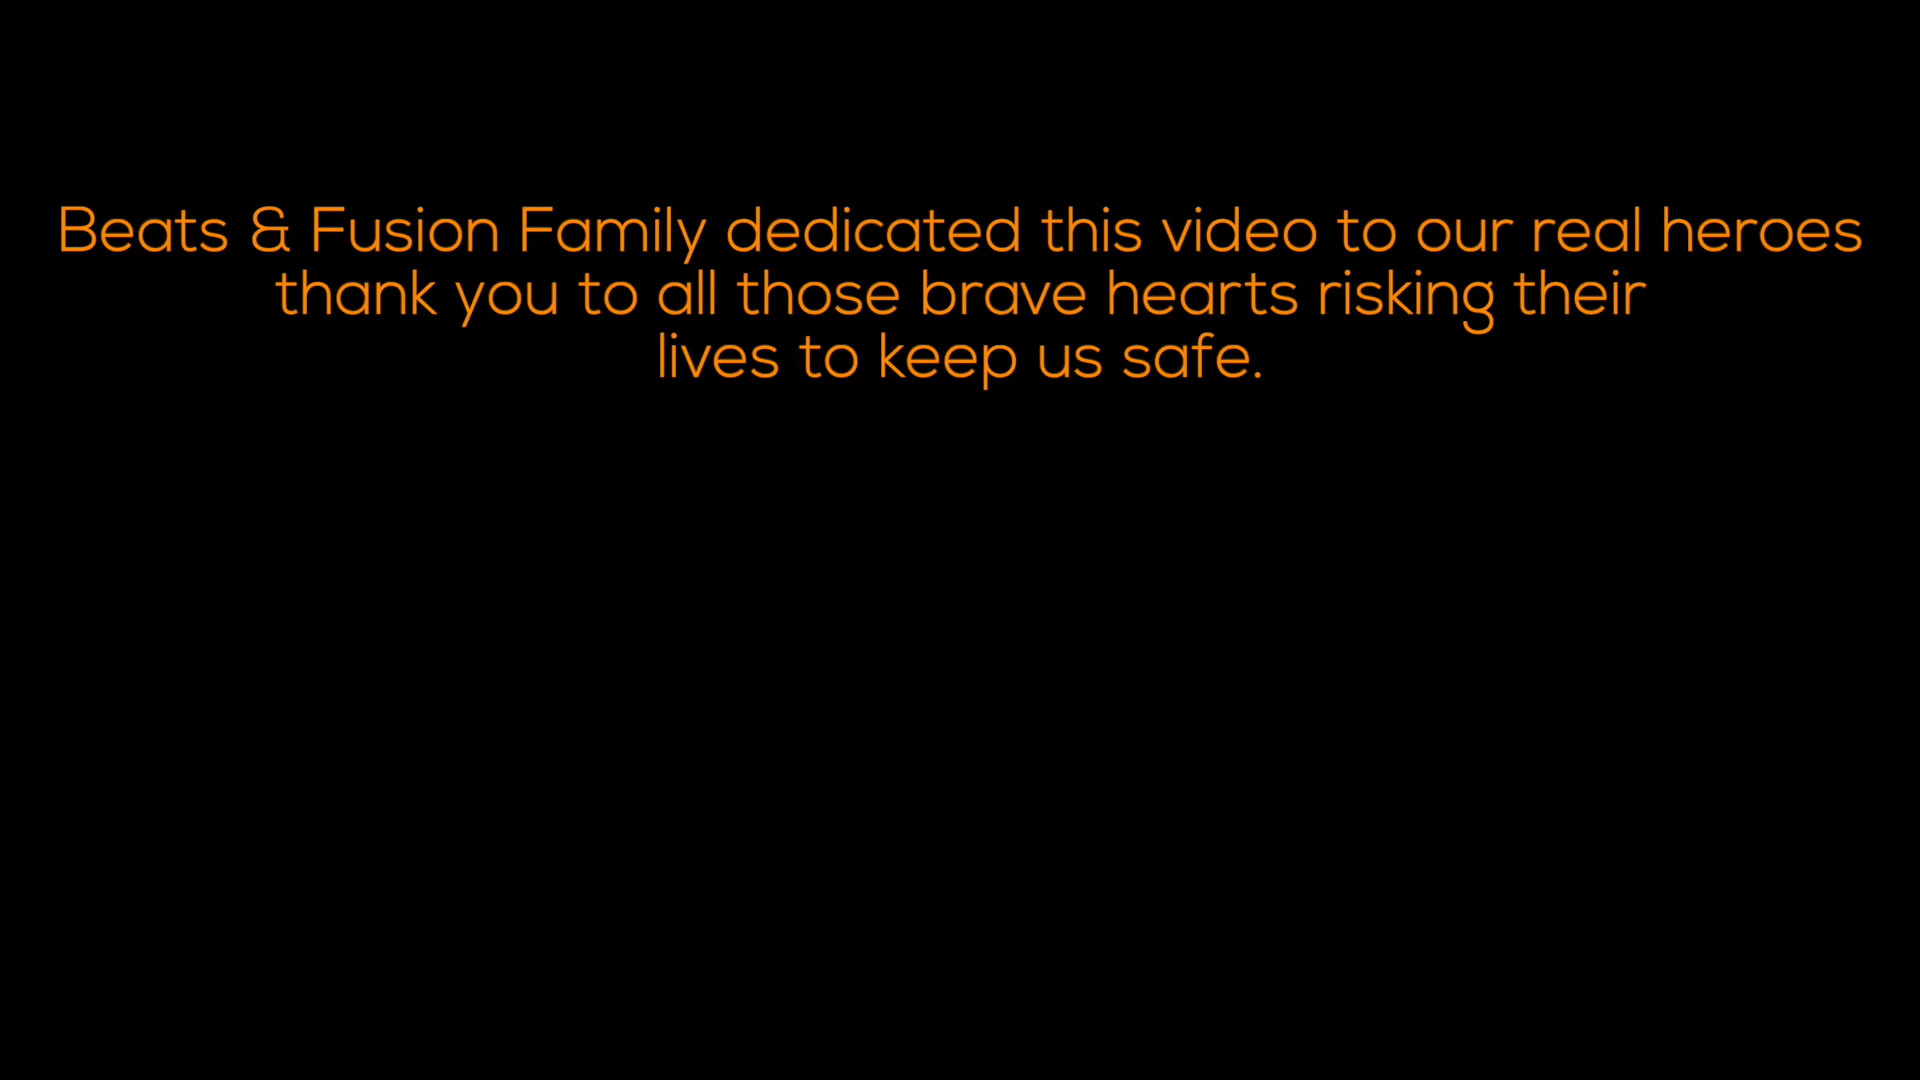 Beats & Fusion Family dedicated this video to our real heroes
thank you to all those brave hearts risking their
lives to keep us safe.